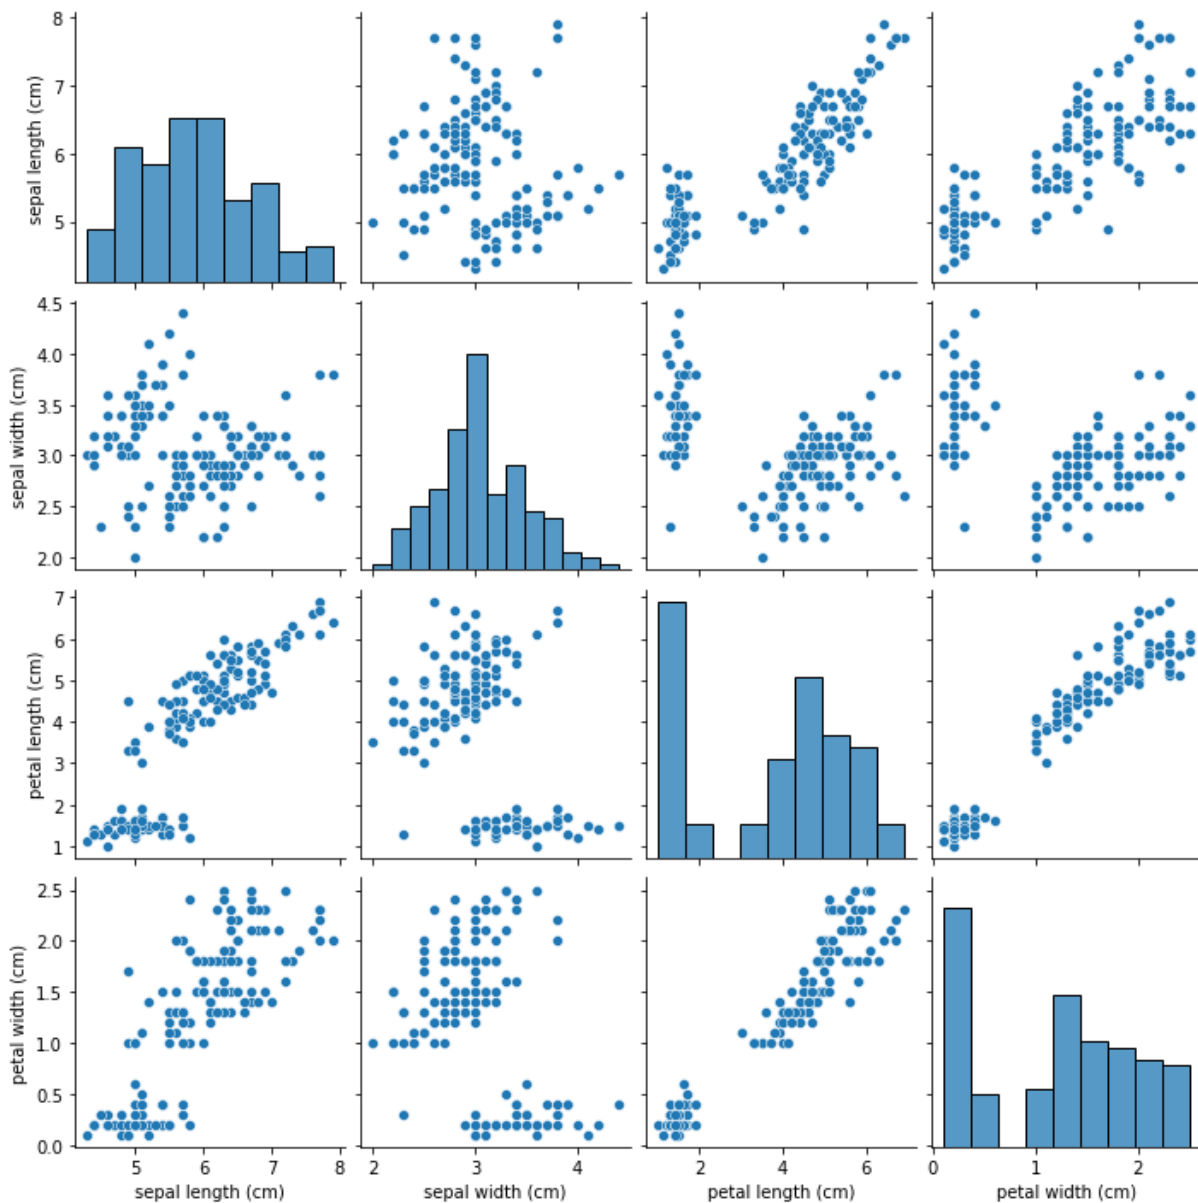 8
7
6
5
sepal length (cm)
4.5
4.0
3.5
3.0
2.5
2.0
sepal width (cm)
7
6
5
4
3
2
1
petal length (cm)
2.5
2.0
1.5
1.0
0.5
0.0
petal width (cm)
5 6 7 8
sepal length (cm)
2 3 4
sepal width (cm)
2 4 6
petal length (cm)
0 1 2
petal width (cm)